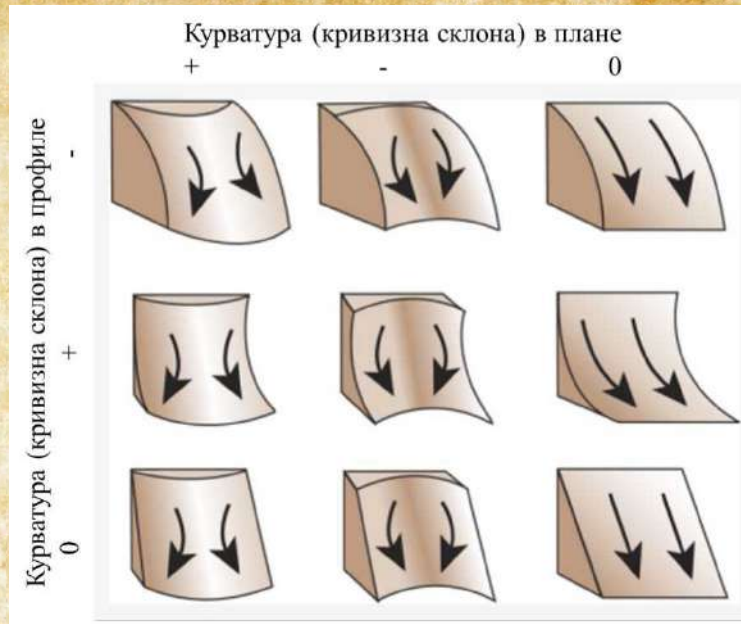 Курватура (кривизна склона) в плане
+ - 0
Курватура (кривизна склона) в профиле
-
+
0